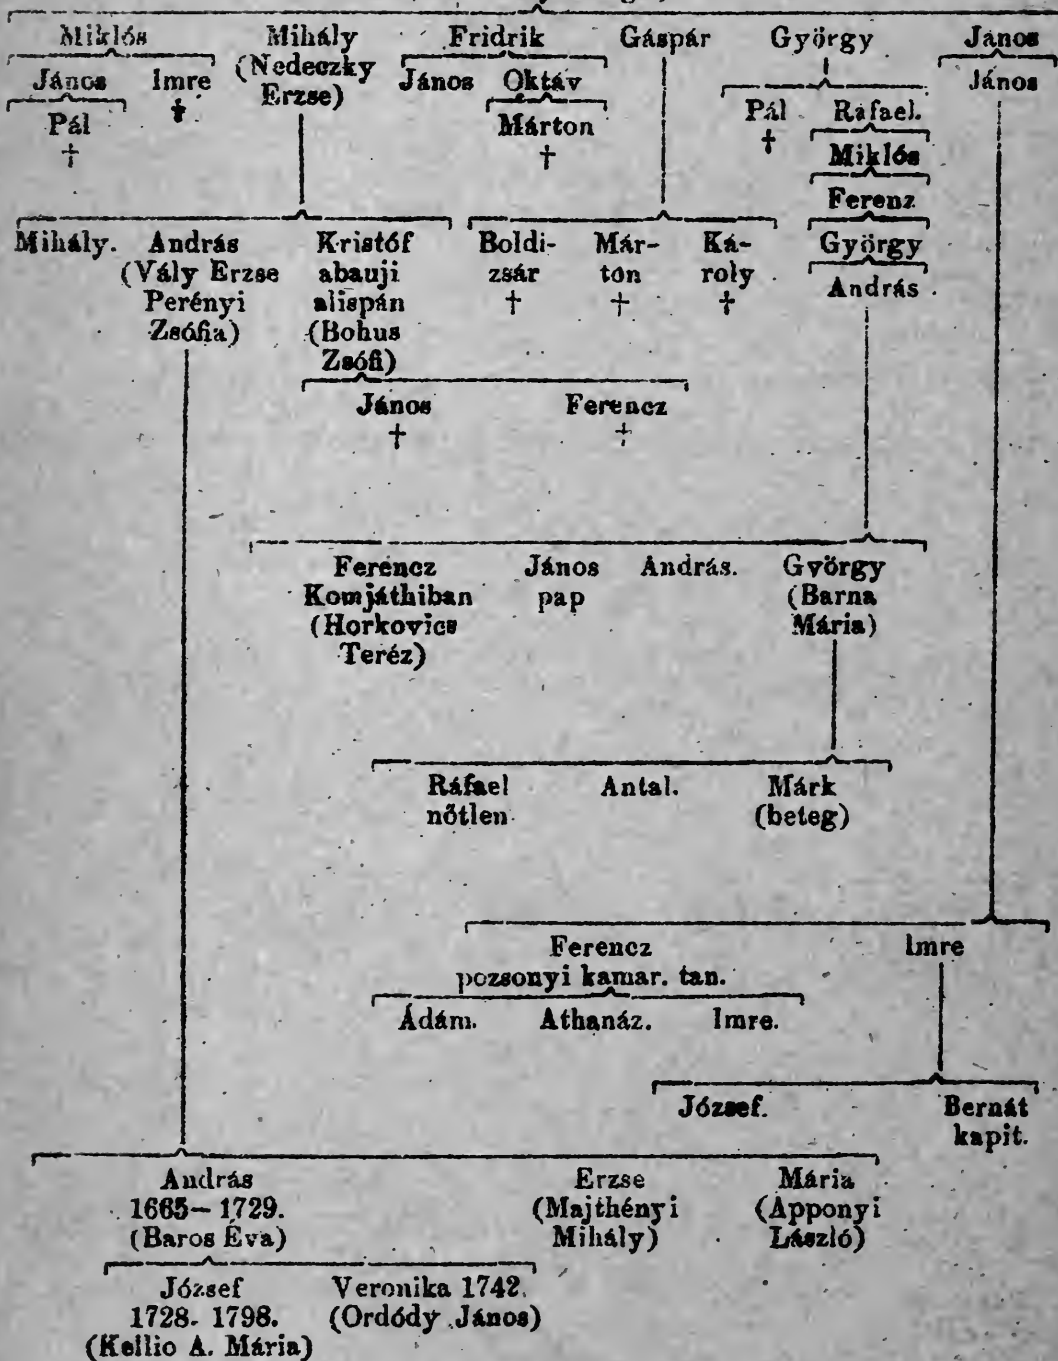 Miklós Mihály Fridrik Gáspár György János
(Nedeczky
Erzse)
János Imre János Oktáv Pál Ráfael. János
†
Pál Márton † Miklós
† †
Ferenz
Mihály. András Kristóf Boldi- Már- Ká- György
(Vály Erzse abauji zsár ton roly András
Perényi alispán † † †
Zsófia) (Bohus
Zsófi)
János Ferencz
† †
Ferencz János András. György
Komjáthiban pap (Barna
(Horkovics Mária)
Teréz)
Ráfael Antal. Márk
nőtlen (beteg)
Ferencz Imre
pozsonyi kamar. tan.
Ádám. Athanáz. Imre.
József. Bernát
kapit.
András Erzse Mária
1665–1729. (Majthényi (Apponyi
(Baros Éva) Mihály) László)
József Veronika 1742.
1728-1798. (Ordódy János)
(Kellio A. Mária)